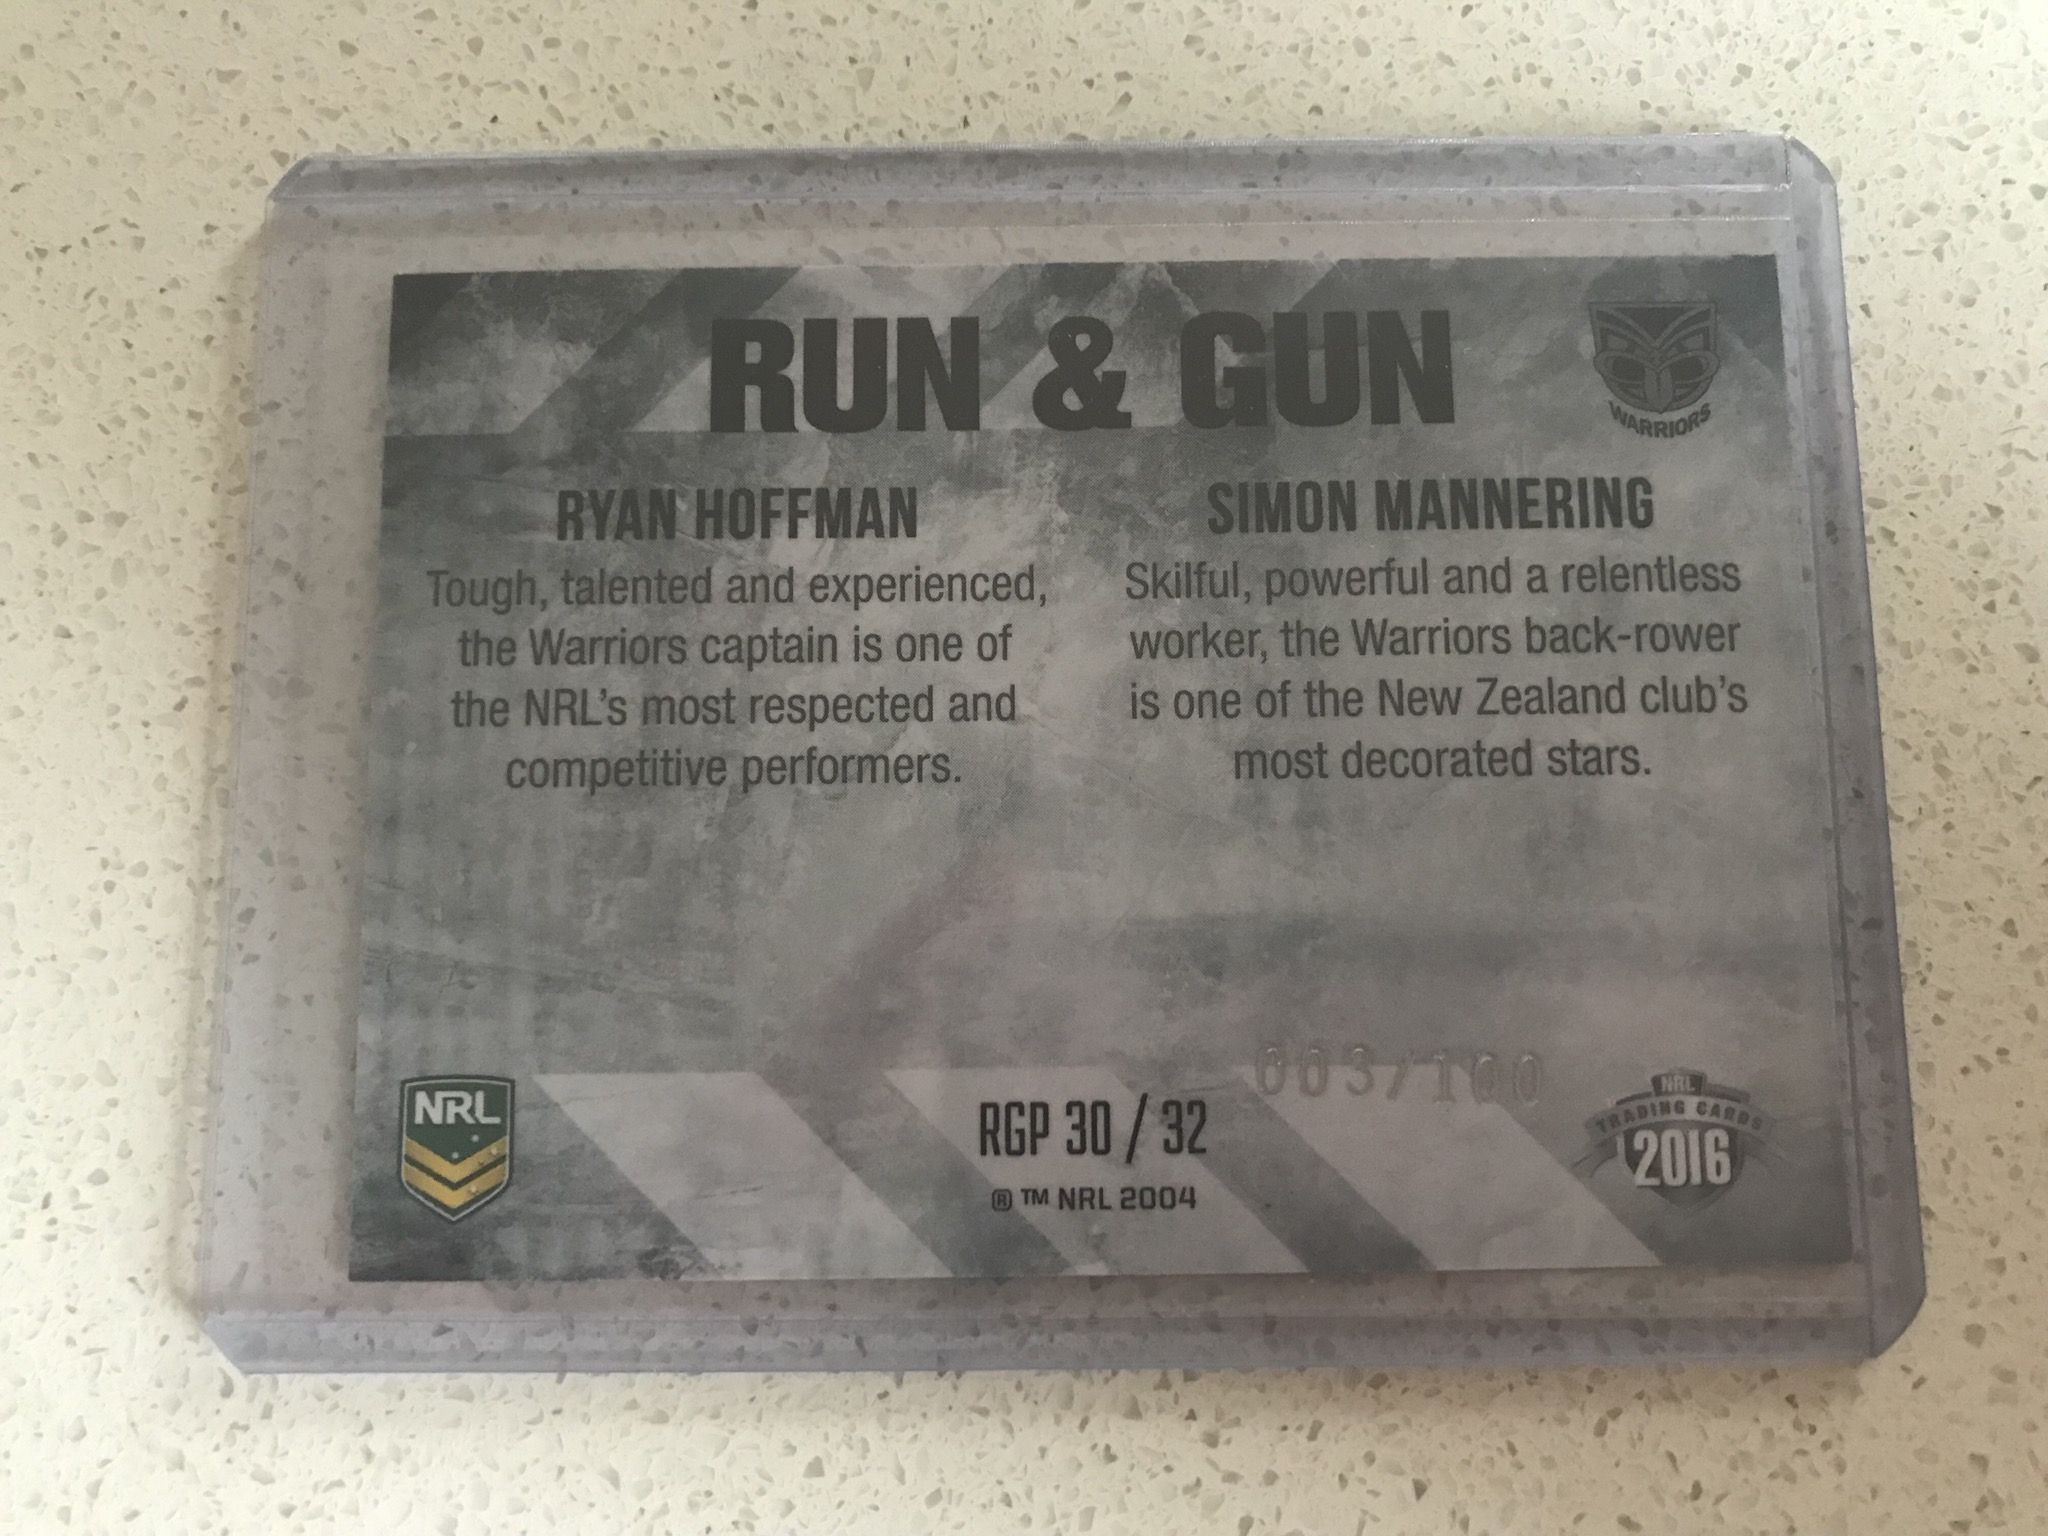 RUN & GUN
WARRIORS
RYAN HOFFMAN
Tough, talented and experienced,
the Warriors captain is one of
the NRL's most respected and
competitive performers.
SIMON MANNERING
Skilful, powerful and a relentless
worker, the Warriors back-rower
is one of the New Zealand club's
most decorated stars.
003/100
NRL
RGP 30 / 32
® ™ NRL 2004
NRL
TRADING CARDS
2016